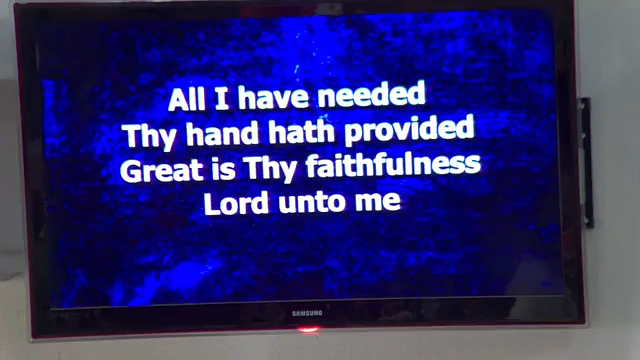 All I have needed
Thy hand hath provided
Great is Thy faithfulness
Lord unto me
SAMSUNG